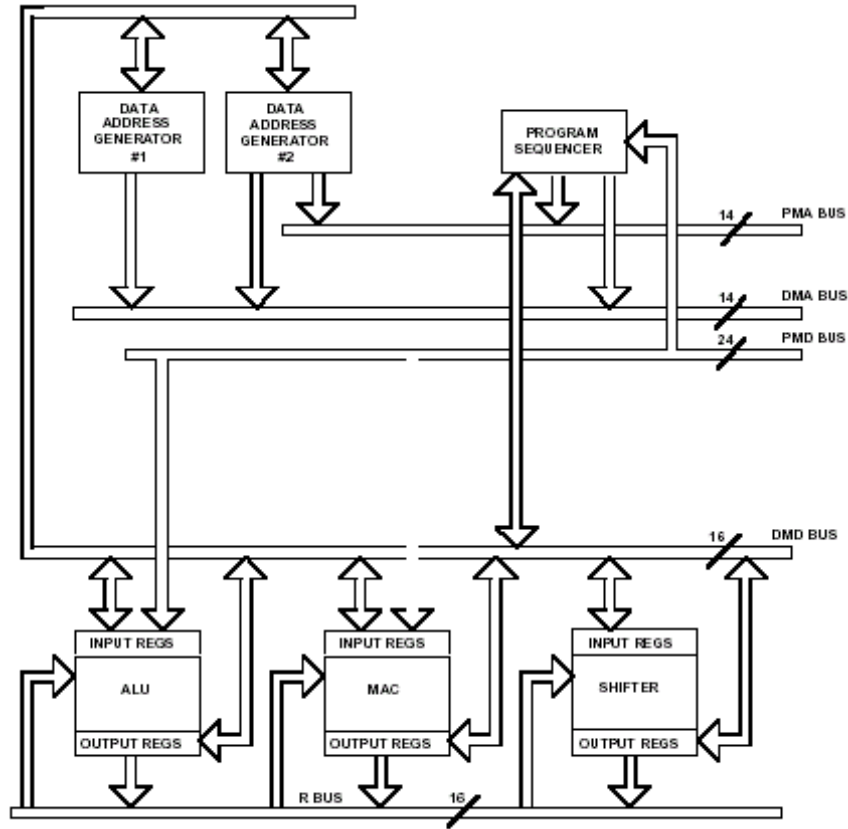 DATA
ADDRESS
GENERATOR
#1
DATA
ADDRESS
GENERATOR
#2
PROGRAM
SEQUENCER
14
PMA BUS
14
DMA BUS
24
PMD BUS
16
DMD BUS
INPUT REGS
ALU
OUTPUT REGS
INPUT REGS
MAC
OUTPUT REGS
INPUT REGS
SHIFTER
OUTPUT REGS
R BUS
16